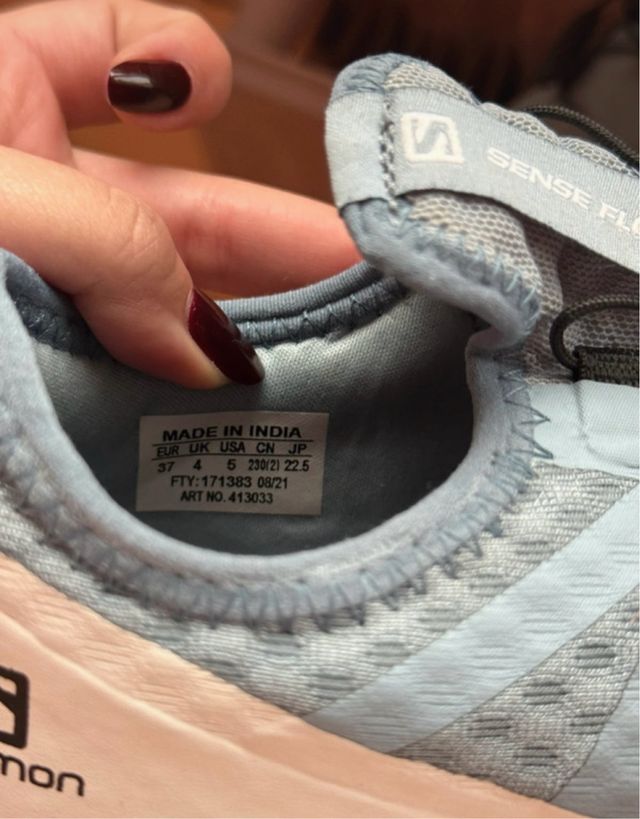 SENSE FL
MADE IN INDIA
EUR UK USA CN JP
37 4 5 230(2) 22.5
FTY: 171383 08/21
ART NO. 413033
mon